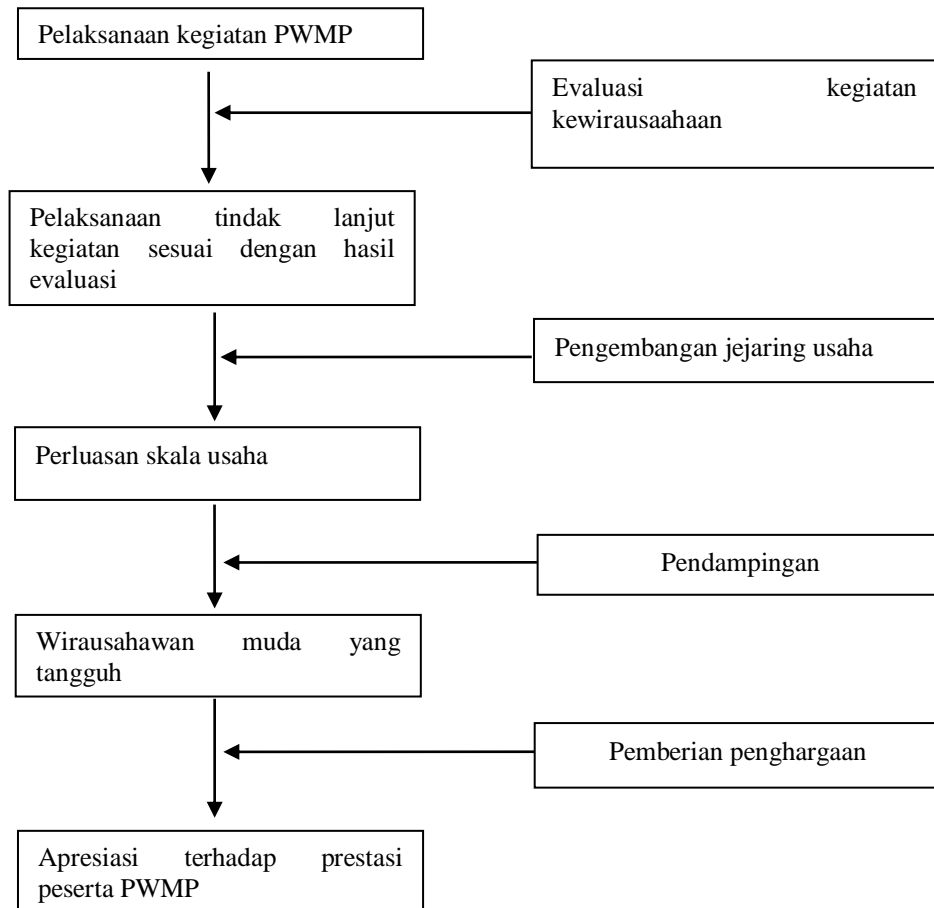 Pelaksanaan kegiatan PWMP
Evaluasi kegiatan
kewirausaahaan
Pelaksanaan tindak lanjut
kegiatan sesuai dengan hasil
evaluasi
Pengembangan jejaring usaha
Perluasan skala usaha
Pendampingan
Wirausahawan muda yang
tangguh
Pemberian penghargaan
Apresiasi terhadap prestasi
peserta PWMP